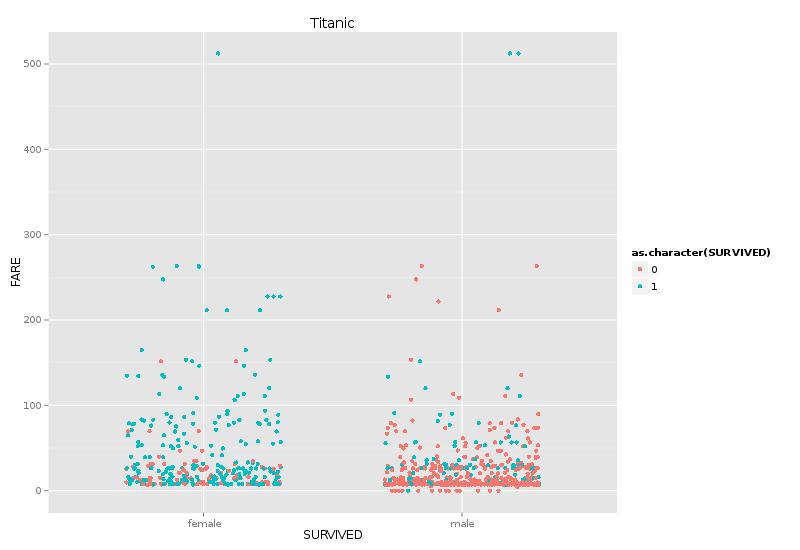 Titanic
FARE
500
400
300
200
100
0
female
male
SURVIVED
as.character(SURVIVED)
0
1